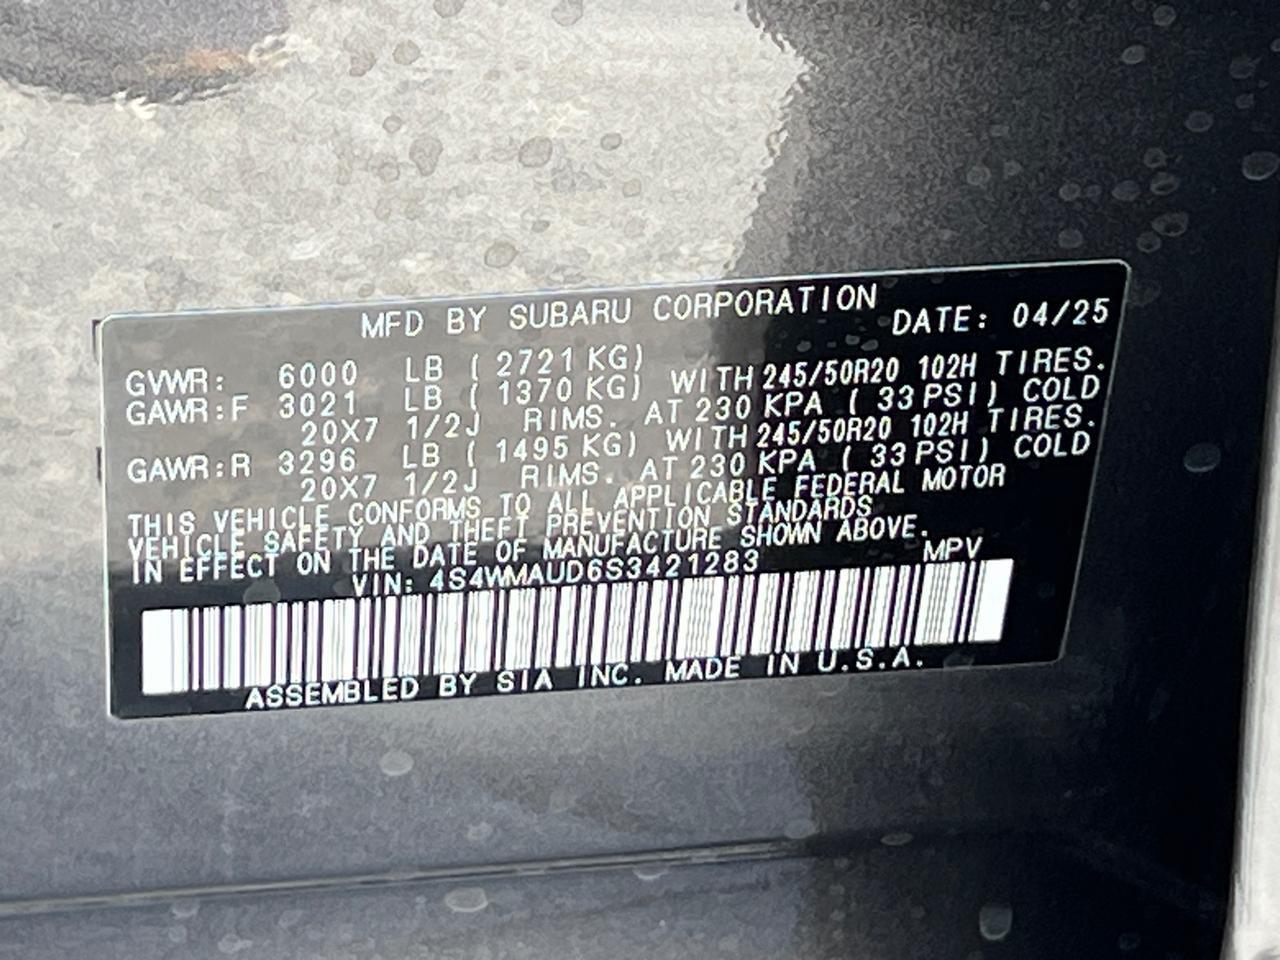 MFD BY SUBARU CORPORATION DATE: 04/25
GVWR: 6000 LB ( 2721 KG)
GAWR:F 3021 LB ( 1370 KG) WITH 245/50R20 102H TIRES.
20X7 1/2J RIMS. AT 230 KPA ( 33 PSI) COLD
GAWR:R 3296 LB ( 1495 KG) WITH 245/50R20 102H TIRES.
20X7 1/2J RIMS. AT 230 KPA ( 33 PSI) COLD
THIS VEHICLE CONFORMS TO ALL APPLICABLE FEDERAL MOTOR
VEHICLE SAFETY AND THEFT PREVENTION STANDARDS
IN EFFECT ON THE DATE OF MANUFACTURE SHOWN ABOVE.
VIN: 4S4WMAUD6S3421283 MPV
ASSEMBLED BY SIA INC. MADE IN U.S.A.